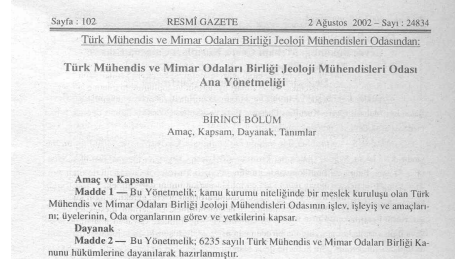 Sayfa : 102 RESMÎ GAZETE 2 Ağustos 2002 – Sayı : 24834
Türk Mühendis ve Mimar Odaları Birliği Jeoloji Mühendisleri Odasından:
Türk Mühendis ve Mimar Odaları Birliği Jeoloji Mühendisleri Odası
Ana Yönetmeliği
BİRİNCİ BÖLÜM
Amaç, Kapsam, Dayanak, Tanımlar
Amaç ve Kapsam
Madde 1 — Bu Yönetmelik; kamu kurumu niteliğinde bir meslek kuruluşu olan Türk
Mühendis ve Mimar Odaları Birliği Jeoloji Mühendisleri Odasının işlev, işleyiş ve amaçları-
nı; üyelerinin, Oda organlarının görev ve yetkilerini kapsar.
Dayanak
Madde 2 — Bu Yönetmelik; 6235 sayılı Türk Mühendis ve Mimar Odaları Birliği Ka-
nunu hükümlerine dayanılarak hazırlanmıştır.